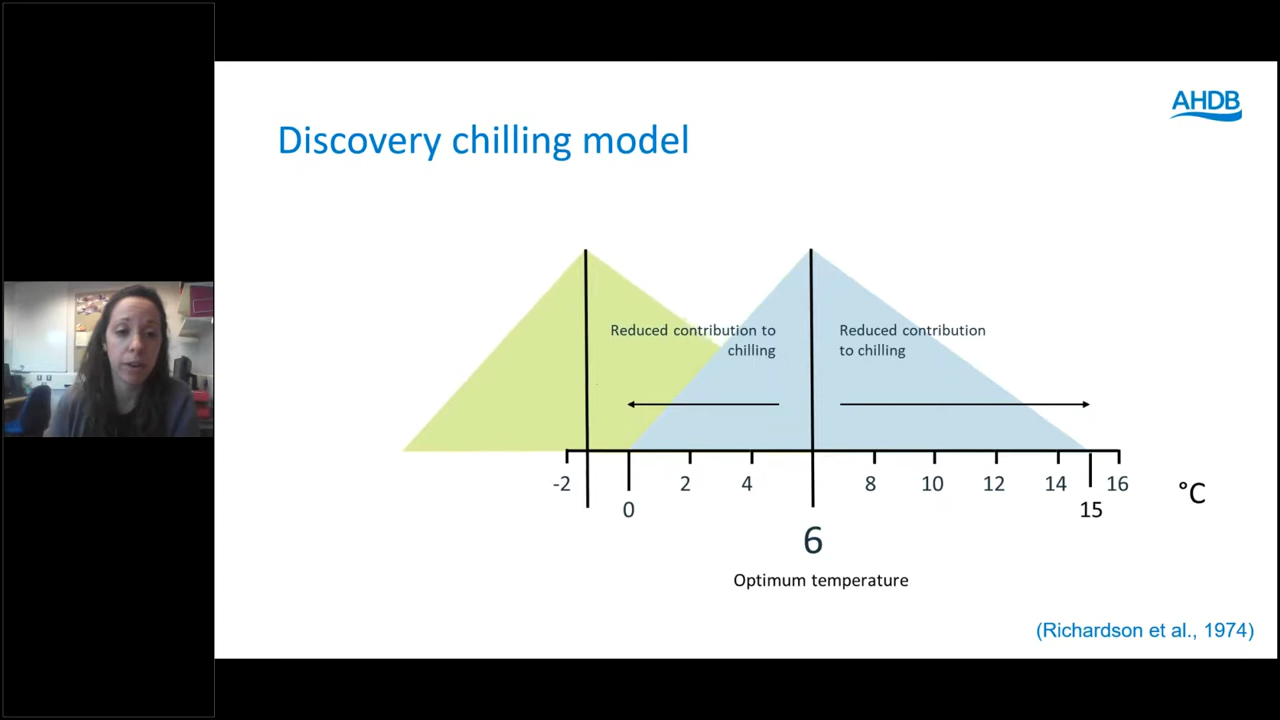 AHDB
Discovery chilling model
Reduced contribution to
chilling
Reduced contribution
to chilling
-2
0
2
4
6
8
10
12
14
15
16
°C
Optimum temperature
(Richardson et al., 1974)